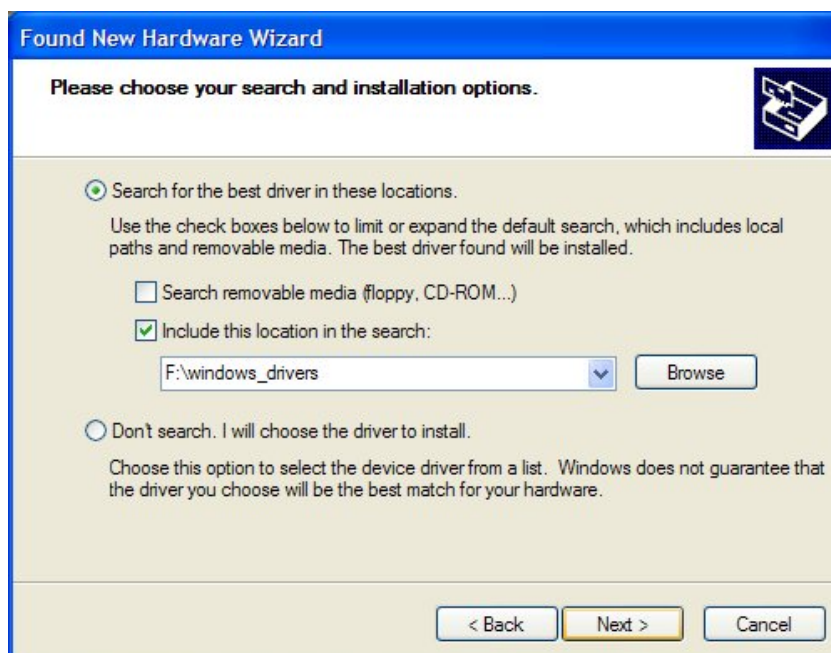 Found New Hardware Wizard
Please choose your search and installation options.
Search for the best driver in these locations.
Use the check boxes below to limit or expand the default search, which includes local
paths and removable media. The best driver found will be installed.
Search removable media (floppy, CD-ROM...)
Include this location in the search:
F:\windows_drivers
Browse
Don't search. I will choose the driver to install.
Choose this option to select the device driver from a list. Windows does not guarantee that
the driver you choose will be the best match for your hardware.
< Back
Next >
Cancel